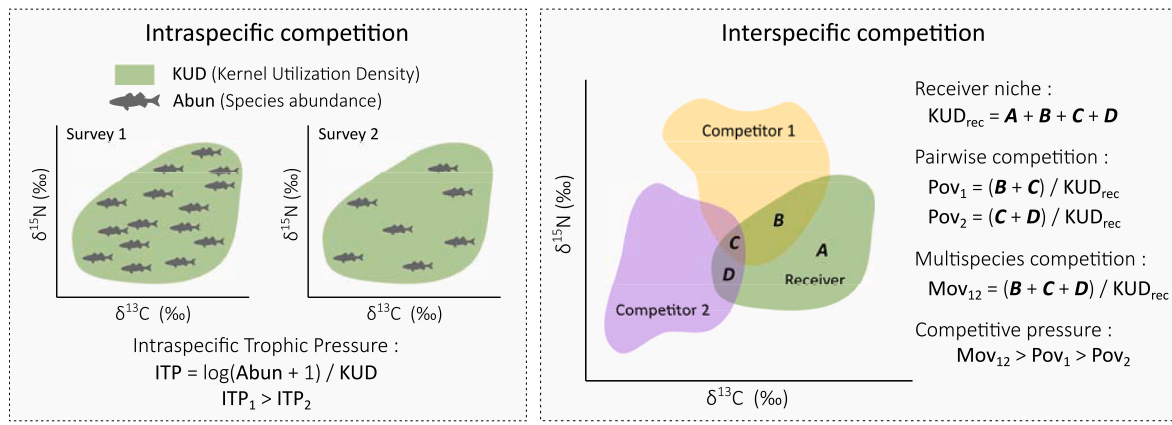 Intraspecific competition
KUD (Kernel Utilization Density)
Abun (Species abundance)
Survey 1
δ15N (‰)
δ13C (‰)
Survey 2
δ15N (‰)
δ13C (‰)
Intraspecific Trophic Pressure :
ITP = log(Abun + 1) / KUD
ITP1 > ITP2
Interspecific competition
δ15N (‰)
δ13C (‰)
Competitor 1
B
C
A
D
Receiver
Competitor 2
Receiver niche :
KUDrec = A + B + C + D
Pairwise competition :
Pov1 = (B + C) / KUDrec
Pov2 = (C + D) / KUDrec
Multispecies competition :
Mov12 = (B + C + D) / KUDrec
Competitive pressure :
Mov12 > Pov1 > Pov2